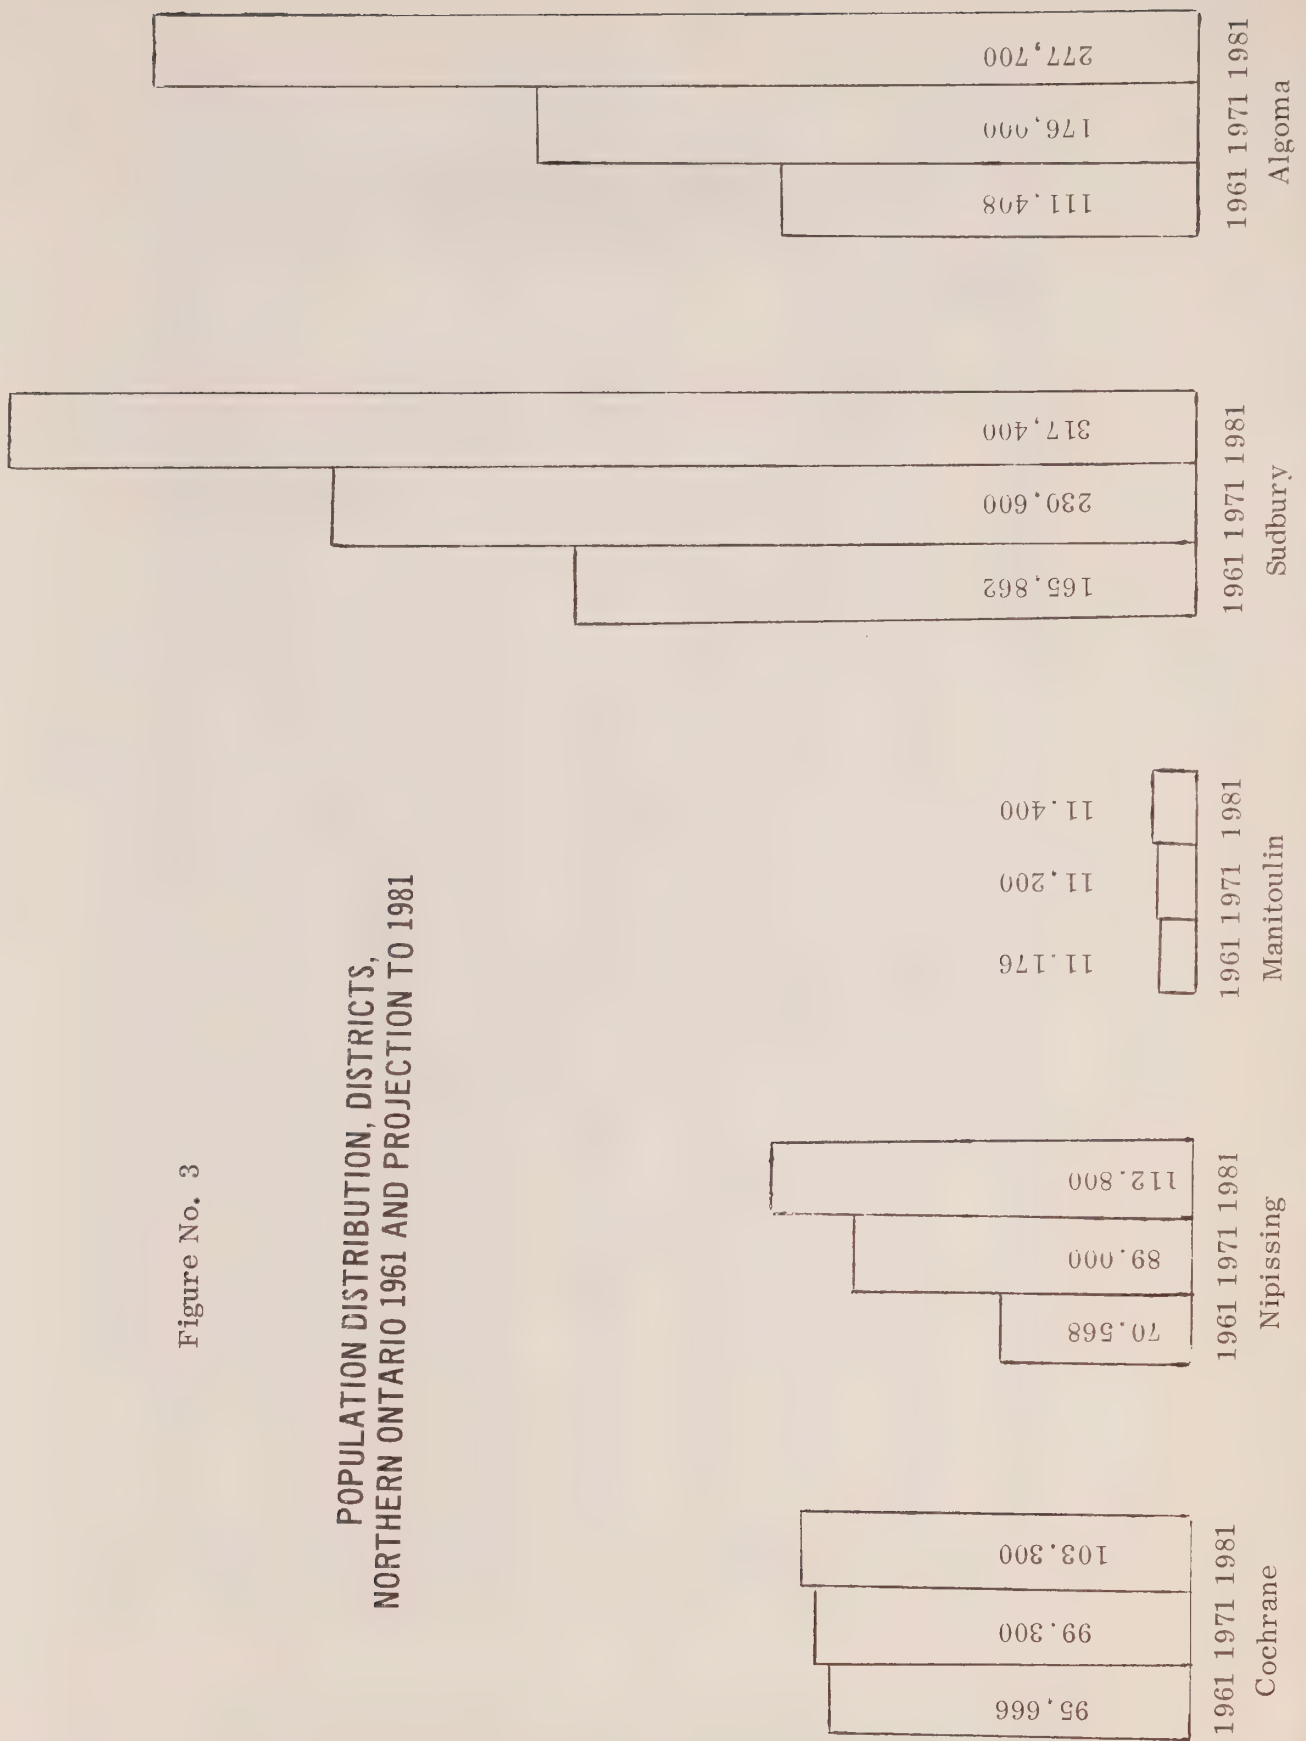 Figure No. 3
POPULATION DISTRIBUTION, DISTRICTS,
NORTHERN ONTARIO 1961 AND PROJECTION TO 1981
95,666
99.300
103.300
1961 1971 1981
Cochrane
70.568
89.000
112.800
1961 1971 1981
Nipissing
11.176
11,200
11.400
1961 1971 1981
Manitoulin
165,862
230,600
317,400
1961 1971 1981
Sudbury
111.408
176,000
277,700
1961 1971 1981
Algoma